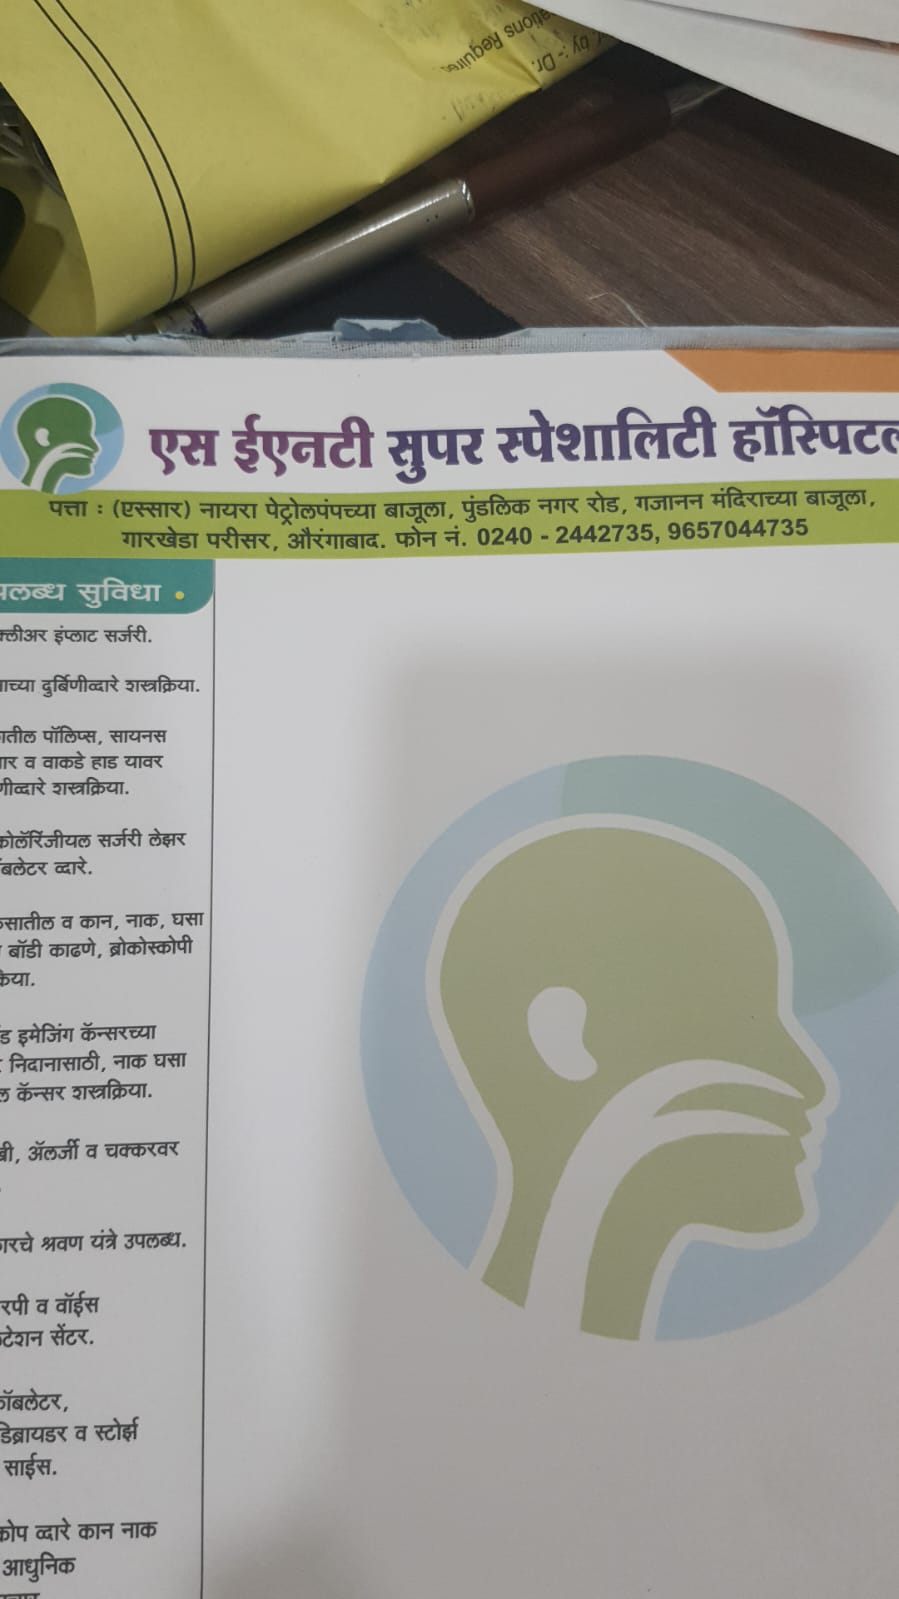 ations Requires
by :- Dr.
एस ईएनटी सुपर स्पेशालिटी हॉस्पिटल
पत्ता : (एस्सार) नायरा पेट्रोलपंपच्या बाजूला, पुंडलिक नगर रोड, गजानन मंदिराच्या बाजूला,
गारखेडा परीसर, औरंगाबाद. फोन नं. 0240 - 2442735, 9657044735
पलब्ध सुविधा
क्लीअर इंप्लाट सर्जरी.
ाच्या दुर्बिणीव्दारे शस्त्रक्रिया.
ातील पॉलिप्स, सायनस
ार व वाकडे हाड यावर
णीव्दारे शस्त्रक्रिया.
कोलॅरिंजीयल सर्जरी लेझर
ॉबलेटर व्दारे.
सातील व कान, नाक, घसा
बॉडी काढणे, ब्रोकोस्कोपी
क्रिया.
ंड इमेजिंग कॅन्सरच्या
निदानासाठी, नाक घसा
ल कॅन्सर शस्त्रक्रिया.
ॲलर्जी व चक्करवर
ारचे श्रवण यंत्रे उपलब्ध.
रपी व वॉईस
टेशन सेंटर.
कॉबलेटर,
डिब्रायडर व स्टोर्झ
साईस.
कोप व्दारे कान नाक
आधुनिक